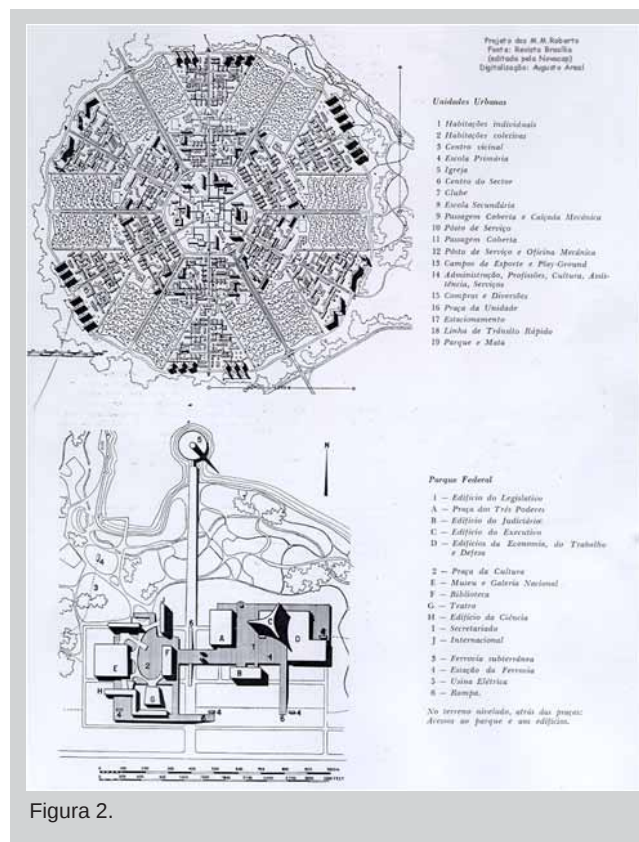 Projeto dos M.M.Roberto
Fonte: Revista Brasília
(editada pela Novacap)
Digitalização: Augusto Areal
Unidades Urbanas
1 Habitações individuais
2 Habitações coletivas
3 Centro vicinal
4 Escola Primária
5 Igreja
6 Centro do Sector
7 Clube
8 Escola Secundária
9 Passagem Coberta e Calçada Mecânica
10 Pôsto de Serviço
11 Passagem Coberta
12 Pôsto de Serviço e Oficina Mecânica
13 Campos de Esporte e Play-Ground
14 Administração, Profissões, Cultura, Assis-
tência, Serviços
15 Compras e Diversões
16 Praça da Unidade
17 Estacionamento
18 Linha de Trânsito Rápido
19 Parque e Mata
N
Parque Federal
1 — Edifício do Legislativo
A — Praça dos Três Poderes
B — Edifício do Judiciário
C — Edifício do Executivo
D — Edifícios da Economia, do Trabalho
e Defesa
2 — Praça da Cultura
E — Museu e Galeria Nacional
F — Biblioteca
G — Teatro
H — Edifício da Ciência
I — Secretariado
J — Internacional
3 — Ferrovia subterrânea
4 — Estação da Ferrovia
5 — Usina Elétrica
6 — Rampa.
No terreno nivelado, atrás das praças:
Acessos ao parque e aos edifícios.
Figura 2.